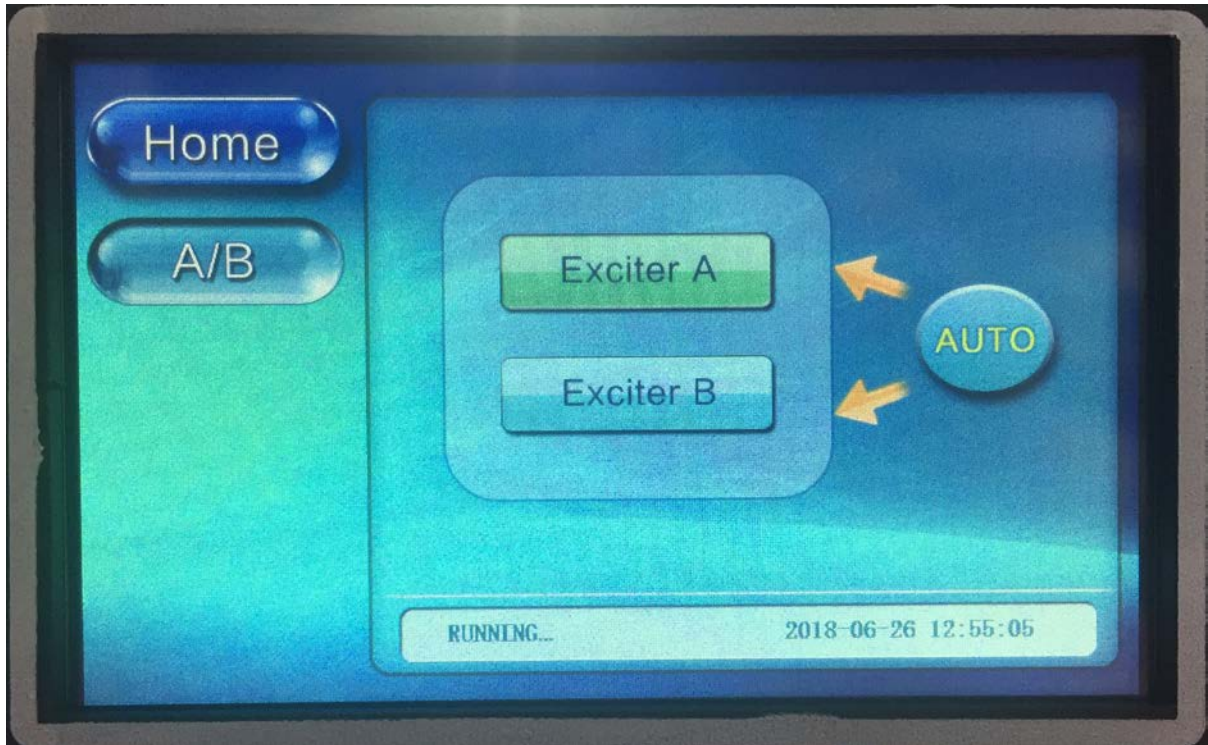 Home
A/B
Exciter A
Exciter B
AUTO
RUNNING... 2018-06-26 12:55:05